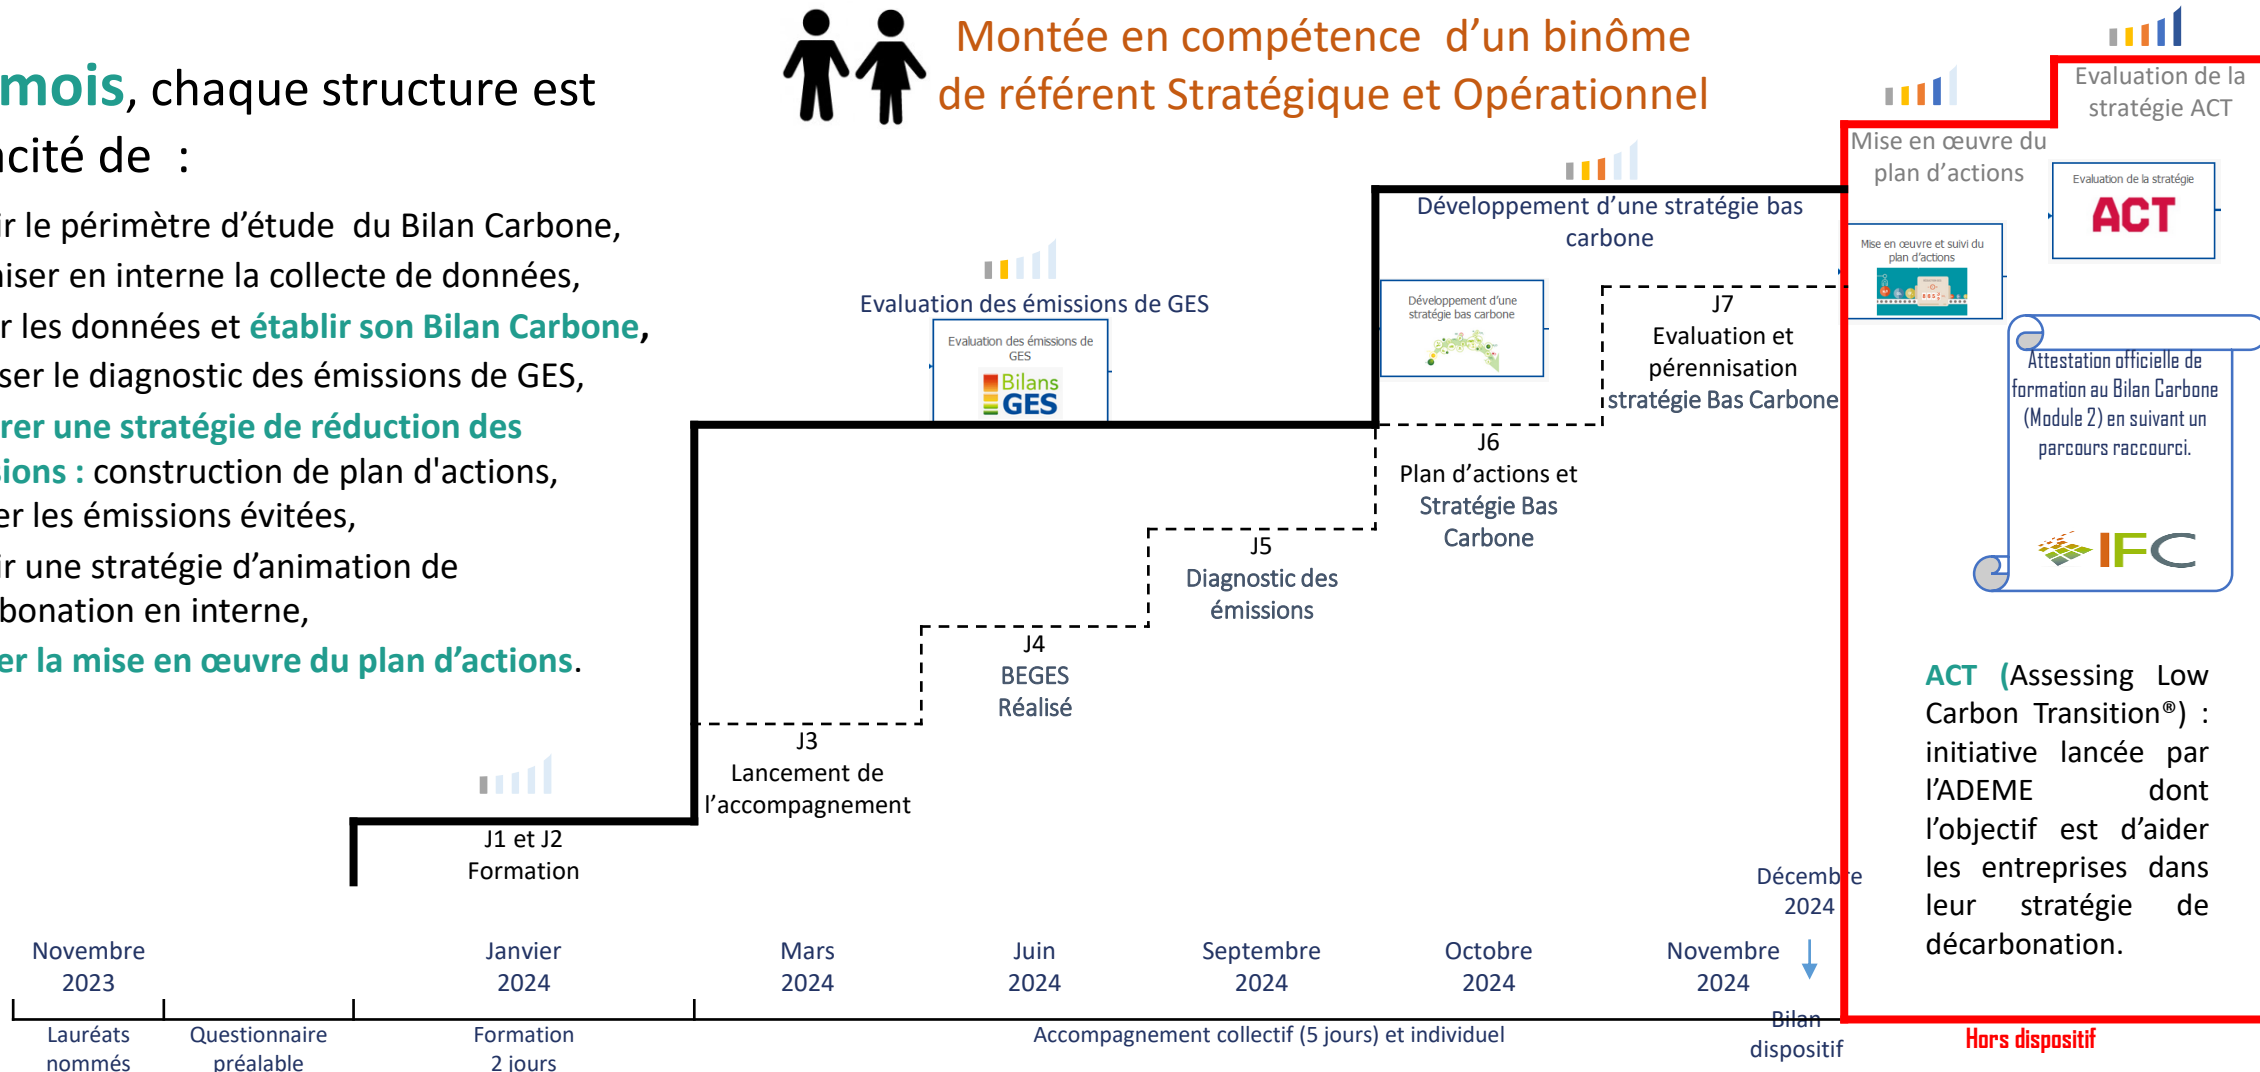 mois, chaque structure est
acité de :
ir le périmètre d’étude du Bilan Carbone,
niser en interne la collecte de données,
r les données et établir son Bilan Carbone,
ser le diagnostic des émissions de GES,
rer une stratégie de réduction des
sions : construction de plan d'actions,
er les émissions évitées,
ir une stratégie d’animation de
rbonation en interne,
er la mise en œuvre du plan d’actions.
Montée en compétence d’un binôme
de référent Stratégique et Opérationnel
Evaluation de la
stratégie ACT
Mise en œuvre du
plan d’actions
Evaluation de la stratégie
ACT
Mise en œuvre et suivi du
plan d'actions
Développement d’une stratégie bas
carbone
Développement d'une
stratégie bas carbone
Evaluation des émissions de GES
Evaluation des émissions de
GES
Bilans
GES
J7
Evaluation et
pérennisation
stratégie Bas Carbone
J6
Plan d’actions et
Stratégie Bas
Carbone
J5
Diagnostic des
émissions
J4
BEGES
Réalisé
J3
Lancement de
l’accompagnement
J1 et J2
Formation
Attestation officielle de
formation au Bilan Carbone
(Module 2) en suivant un
parcours raccourci.
IFC
ACT (Assessing Low
Carbon Transition®) :
initiative lancée par
l’ADEME dont
l’objectif est d’aider
les entreprises dans
leur stratégie de
décarbonation.
Novembre
2023
Janvier
2024
Mars
2024
Juin
2024
Septembre
2024
Octobre
2024
Novembre
2024
Décembre
2024
Lauréats
nommés
Questionnaire
préalable
Formation
2 jours
Accompagnement collectif (5 jours) et individuel
Bilan
dispositif
Hors dispositif